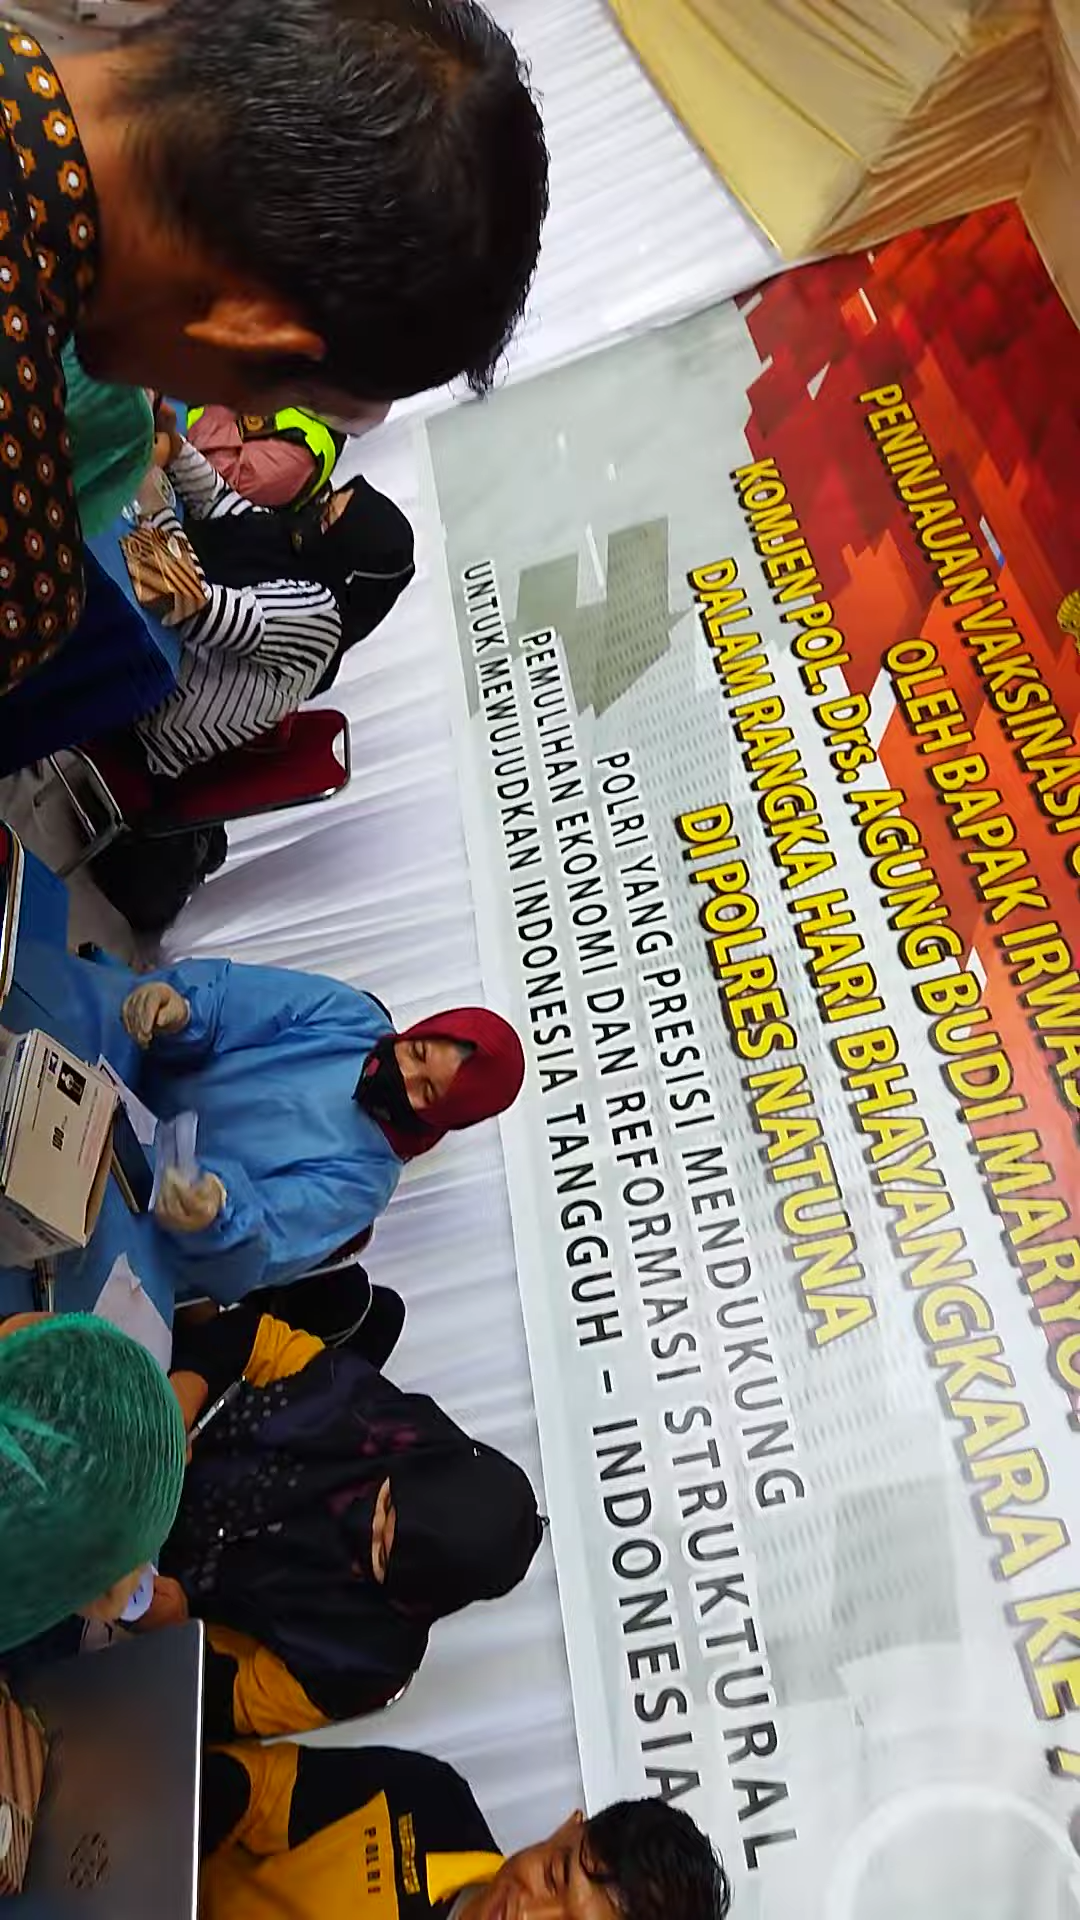 PENINJAUAN VAKSINASI
OLEH BAPAK IRWAS
KOMJEN POL. Drs. AGUNG BUDI MARYO
DALAM RANGKA HARI BHAYANGKARA KE
DI POLRES NATUNA
POLRI YANG PRESISI MENDUKUNG
PEMULIHAN EKONOMI DAN REFORMASI STRUKTURAL
UNTUK MEWUJUDKAN INDONESIA TANGGUH - INDONESIA
POLRI